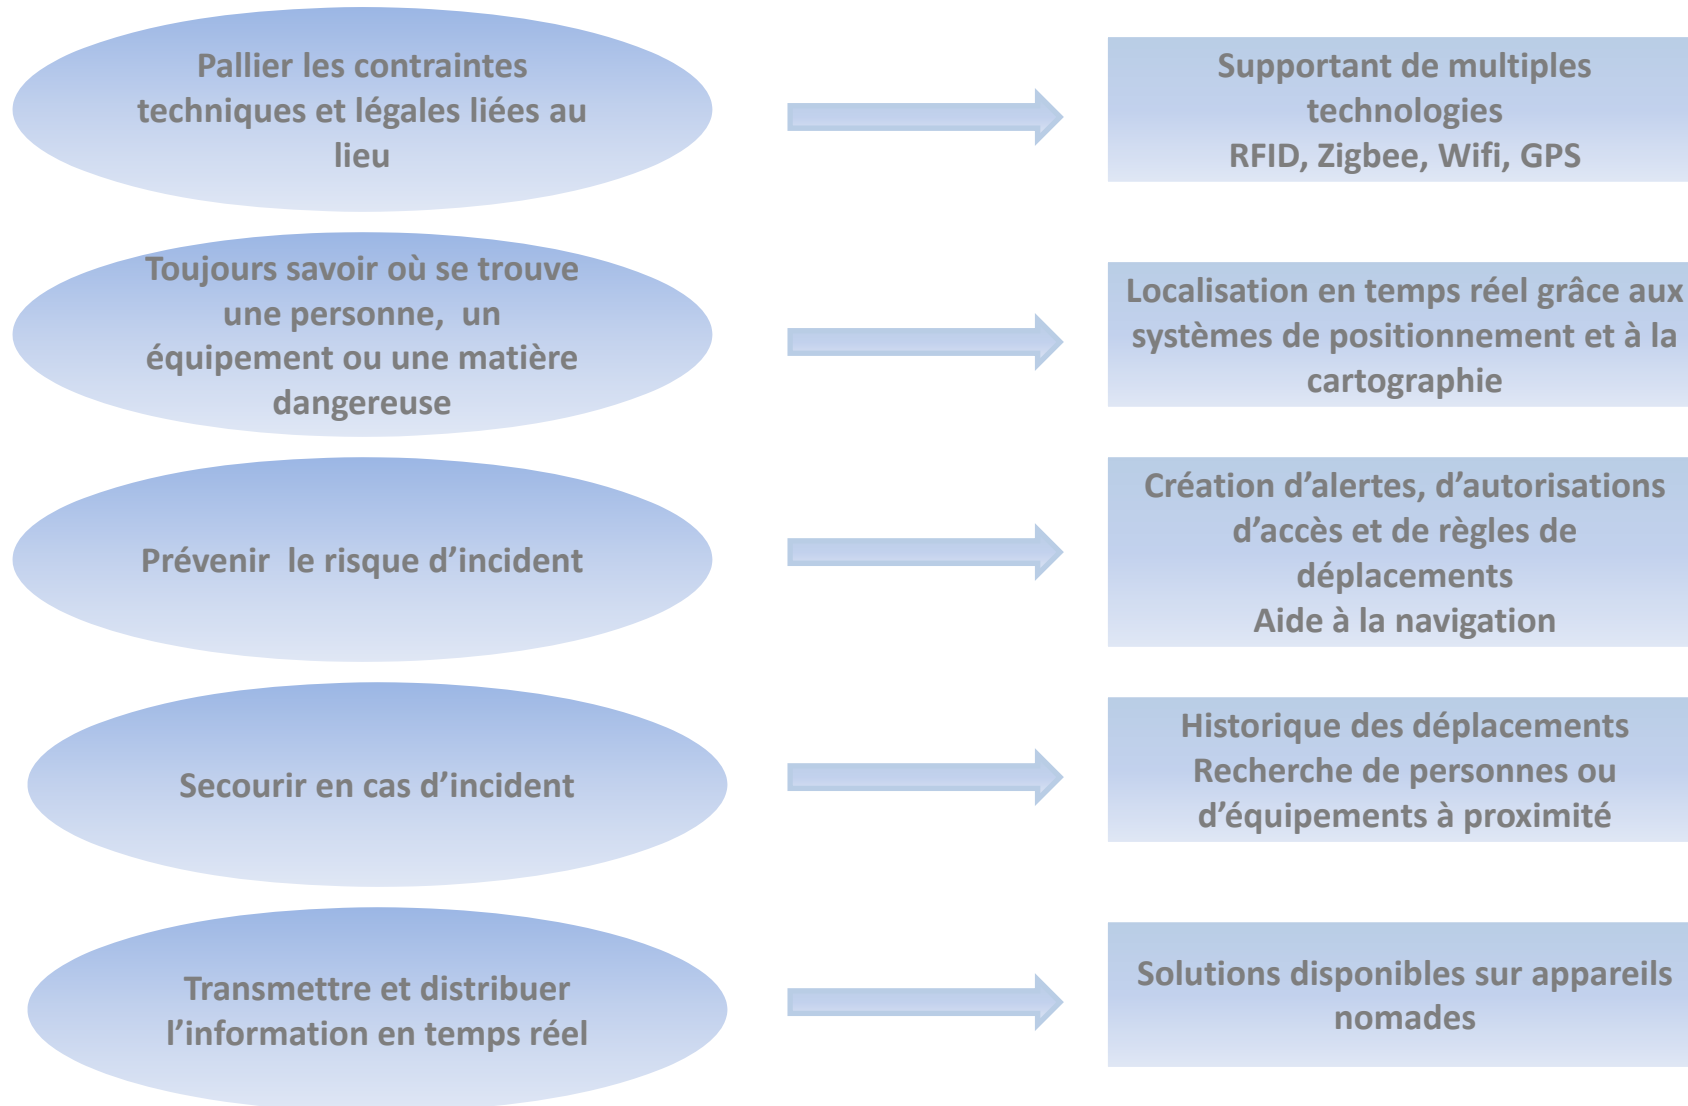 Pallier les contraintes
techniques et légales liées au
lieu
Supportant de multiples
technologies
RFID, Zigbee, Wifi, GPS
Toujours savoir où se trouve
une personne,  un
équipement ou une matière
dangereuse
Localisation en temps réel grâce aux
systèmes de positionnement et à la
cartographie
Prévenir  le risque d’incident
Création d’alertes, d’autorisations
d’accès et de règles de
déplacements
Aide à la navigation
Secourir en cas d’incident
Historique des déplacements
Recherche de personnes ou
d’équipements à proximité
Transmettre et distribuer
l’information en temps réel
Solutions disponibles sur appareils
nomades